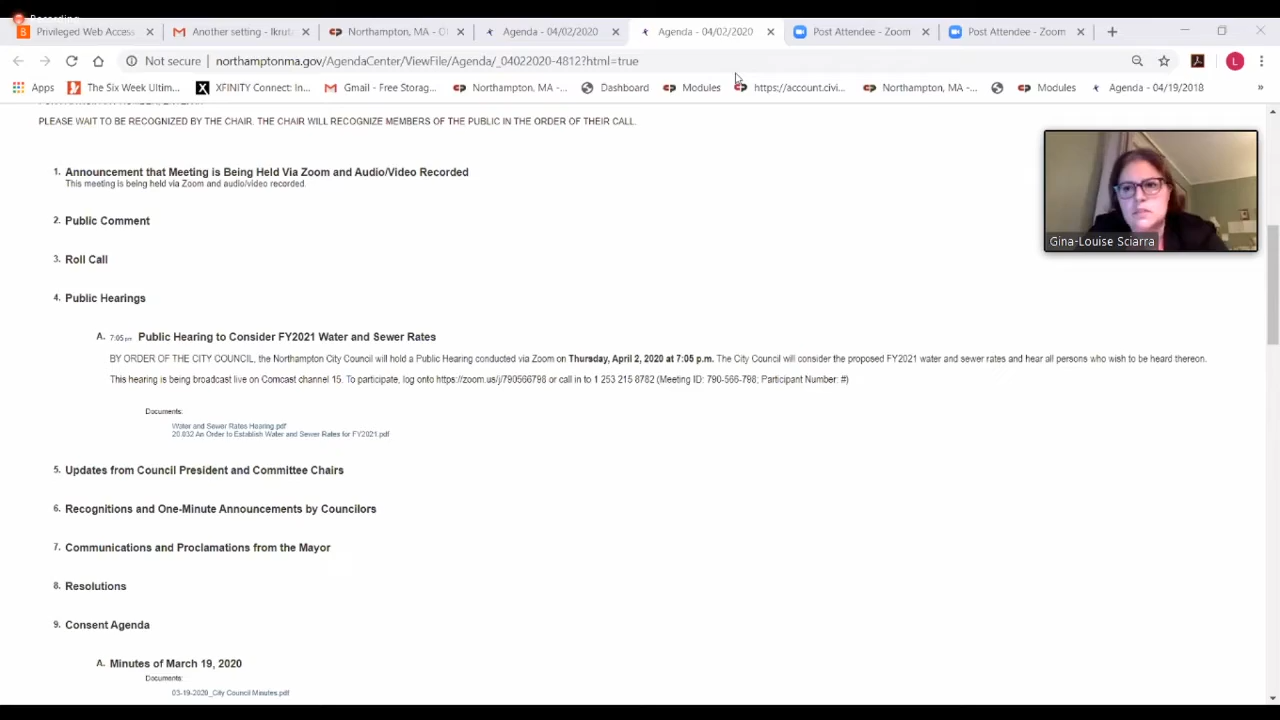 Recording
Privileged Web Access
Another setting - lkrut
Northampton, MA - O
Agenda - 04/02/2020
Agenda - 04/02/2020
Post Attendee - Zoom
Post Attendee - Zoom
Not secure | northamptonma.gov/AgendaCenter/ViewFile/Agenda/_04022020-4812?html=true
L
Apps
The Six Week Ultim...
XFINITY Connect: In...
Gmail - Free Storag...
Northampton, MA -...
Dashboard
Modules
https://account.civi...
Northampton, MA -...
Modules
Agenda - 04/19/2018
»
PLEASE WAIT TO BE RECOGNIZED BY THE CHAIR. THE CHAIR WILL RECOGNIZE MEMBERS OF THE PUBLIC IN THE ORDER OF THEIR CALL.
1. Announcement that Meeting is Being Held Via Zoom and Audio/Video Recorded
This meeting is being held via Zoom and audio/video recorded.
2. Public Comment
Gina-Louise Sciarra
3. Roll Call
4. Public Hearings
A. 7:05 pm Public Hearing to Consider FY2021 Water and Sewer Rates
BY ORDER OF THE CITY COUNCIL, the Northampton City Council will hold a Public Hearing conducted via Zoom on Thursday, April 2, 2020 at 7:05 p.m. The City Council will consider the proposed FY2021 water and sewer rates and hear all persons who wish to be heard thereon.
This hearing is being broadcast live on Comcast channel 15. To participate, log onto https://zoom.us/j/790566798 or call in to 1 253 215 8782 (Meeting ID: 790-566-798; Participant Number: #)
Documents:
Water and Sewer Rates Hearing.pdf
20.032 An Order to Establish Water and Sewer Rates for FY2021.pdf
5. Updates from Council President and Committee Chairs
6. Recognitions and One-Minute Announcements by Councilors
7. Communications and Proclamations from the Mayor
8. Resolutions
9. Consent Agenda
A. Minutes of March 19, 2020
Documents:
03-19-2020_City Council Minutes.pdf